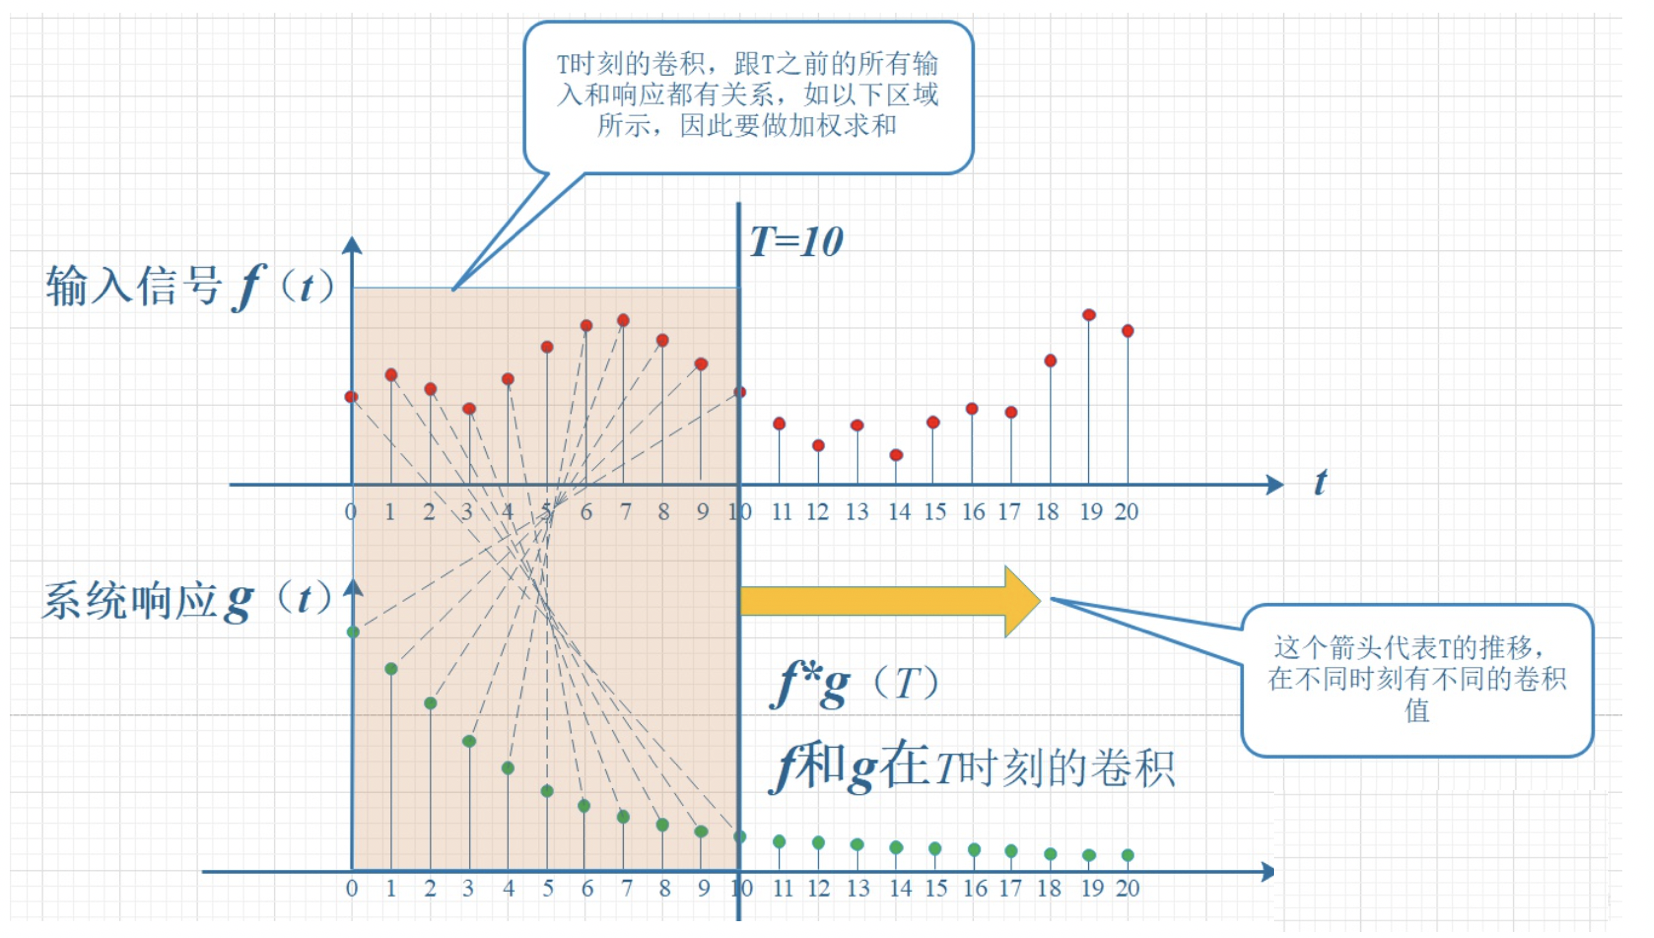 T时刻的卷积，跟T之前的所有输
入和响应都有关系，如以下区域
所示，因此要做加权求和
T=10
输入信号 f（t）
t
0 1 2 3 4 5 6 7 8 9 10 11 12 13 14 15 16 17 18 19 20
系统响应g（t）
这个箭头代表T的推移，
在不同时刻有不同的卷积
值
f*g（T）
f和g在T时刻的卷积
0 1 2 3 4 5 6 7 8 9 10 11 12 13 14 15 16 17 18 19 20